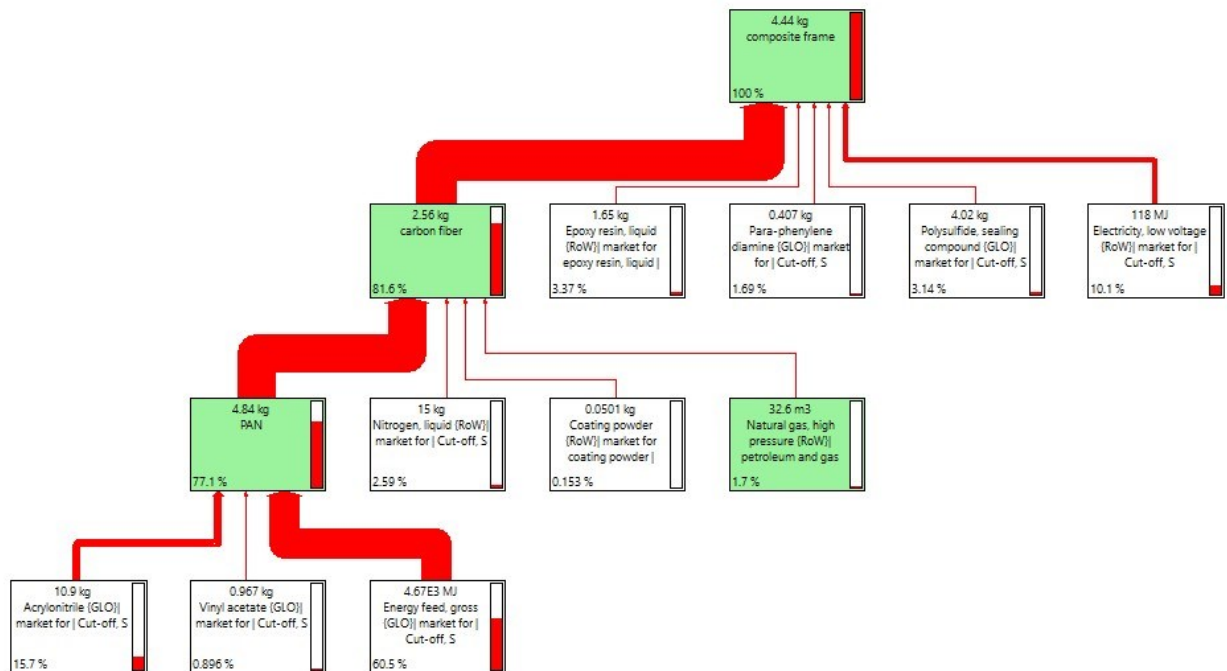 4.44 kg
composite frame
100 %
2.56 kg
carbon fiber
81.6 %
1.65 kg
Epoxy resin, liquid
{RoW}| market for
epoxy resin, liquid |
3.37 %
0.407 kg
Para-phenylene
diamine {GLO}| market
for | Cut-off, S
1.69 %
4.02 kg
Polysulfide, sealing
compound {GLO}|
market for | Cut-off, S
3.14 %
118 MJ
Electricity, low voltage
{RoW}| market for |
Cut-off, S
10.1 %
4.84 kg
PAN
77.1 %
15 kg
Nitrogen, liquid {RoW}|
market for | Cut-off, S
2.59 %
0.0501 kg
Coating powder
{RoW}| market for
coating powder |
0.153 %
32.6 m3
Natural gas, high
pressure {RoW}|
petroleum and gas
1.7 %
10.9 kg
Acrylonitrile {GLO}|
market for | Cut-off, S
15.7 %
0.967 kg
Vinyl acetate {GLO}|
market for | Cut-off, S
0.896 %
4.67E3 MJ
Energy feed, gross
{GLO}| market for |
Cut-off, S
60.5 %